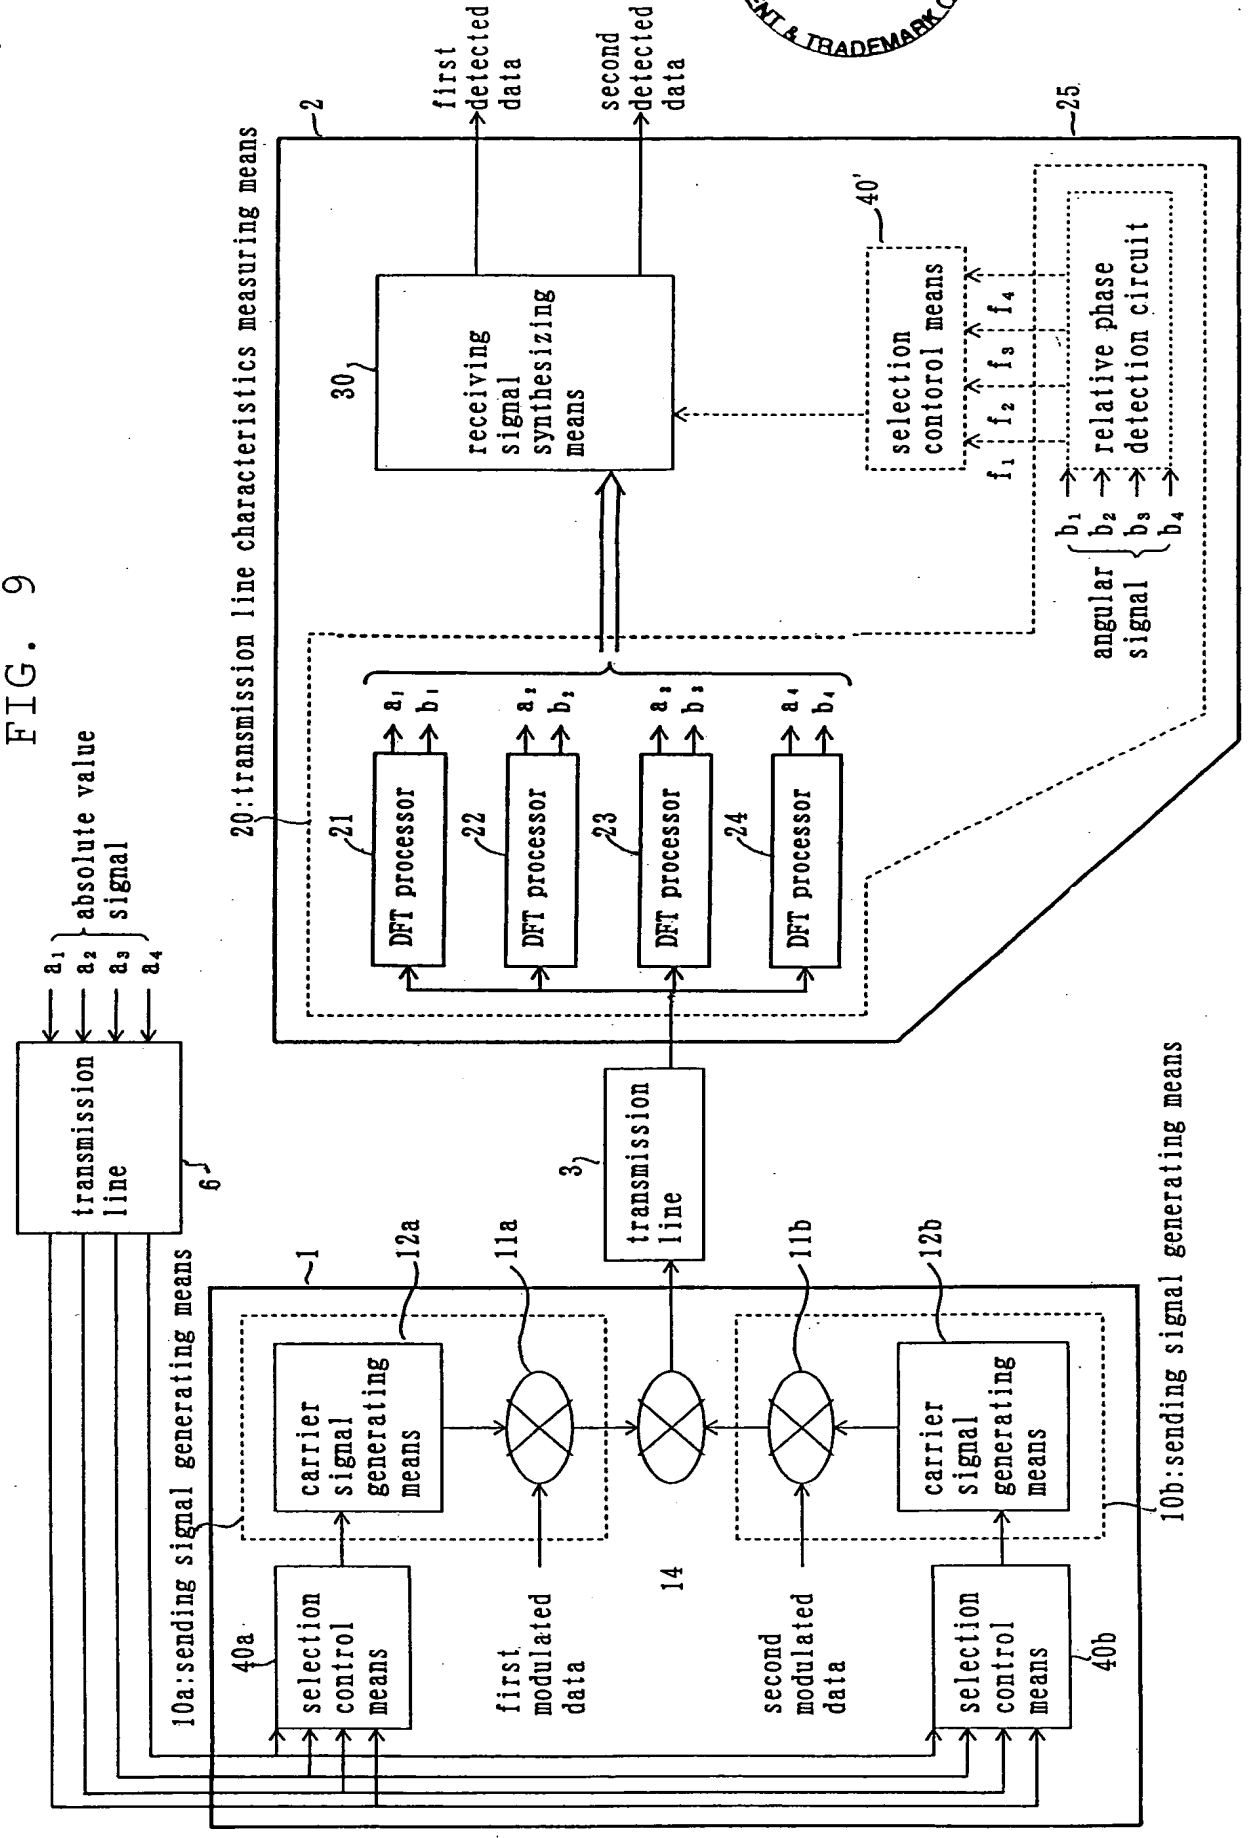 FIG. 9
ENT & TRADEMARK
a1
a2
a3
a4
absolute value
signal
transmission
line
6
20:transmission line characteristics measuring means
2
10a:sending signal generating means
1
40a
selection
control
means
carrier
signal
generating
means
12a
11a
first
modulated
data
14
second
modulated
data
11b
carrier
signal
generating
means
12b
selection
control
means
40b
10b:sending signal generating means
3
transmission
line
21
DFT processor
a1
b1
22
DFT processor
a2
b2
23
DFT processor
a3
b3
24
DFT processor
a4
b4
30
receiving
signal
synthesizing
means
first
detected
data
second
detected
data
40'
selection
contorol means
f1
f2
f3
f4
b1
b2
b3
b4
angular
signal
relative phase
detection circuit
25